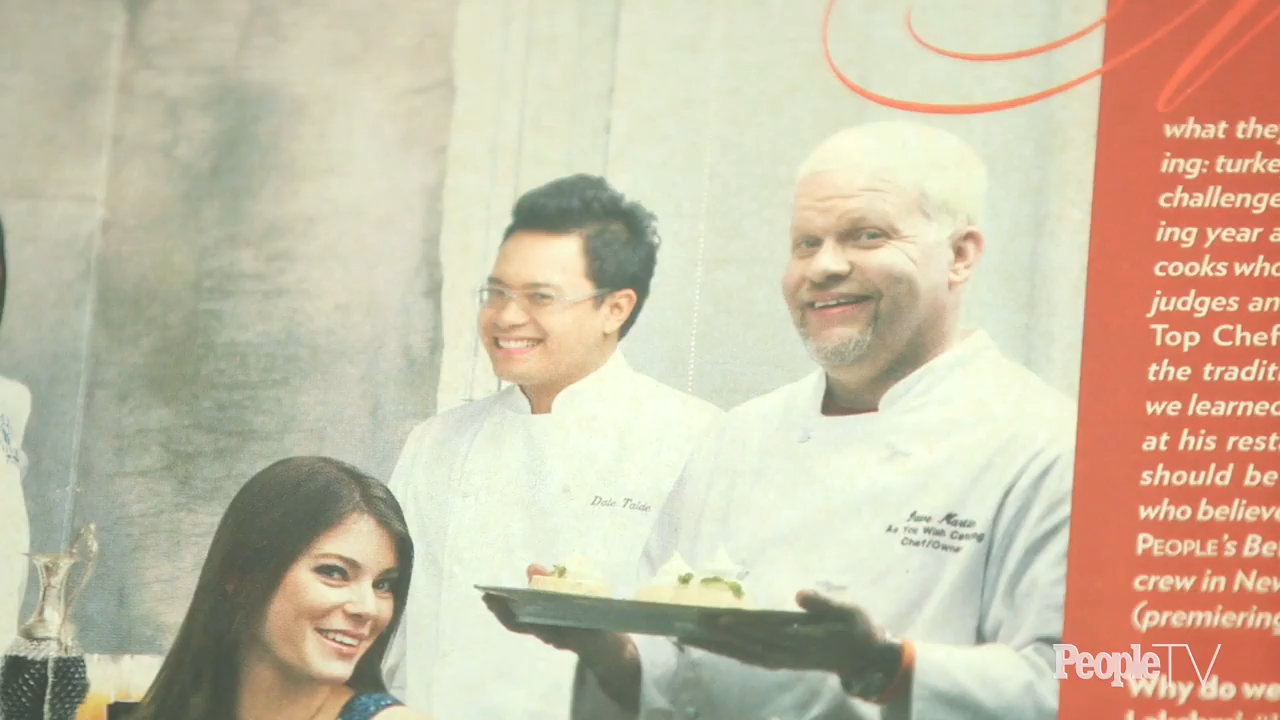 Dale Talde
As You Wish Catering
Chef/Owner
what they
ing: turke
challenge
ing year a
cooks who
judges an
Top Chef
the traditi
we learned
at his rest
should be
who believe
PEOPLE's Be
crew in New
(premiering
Why do we
PeopleTV